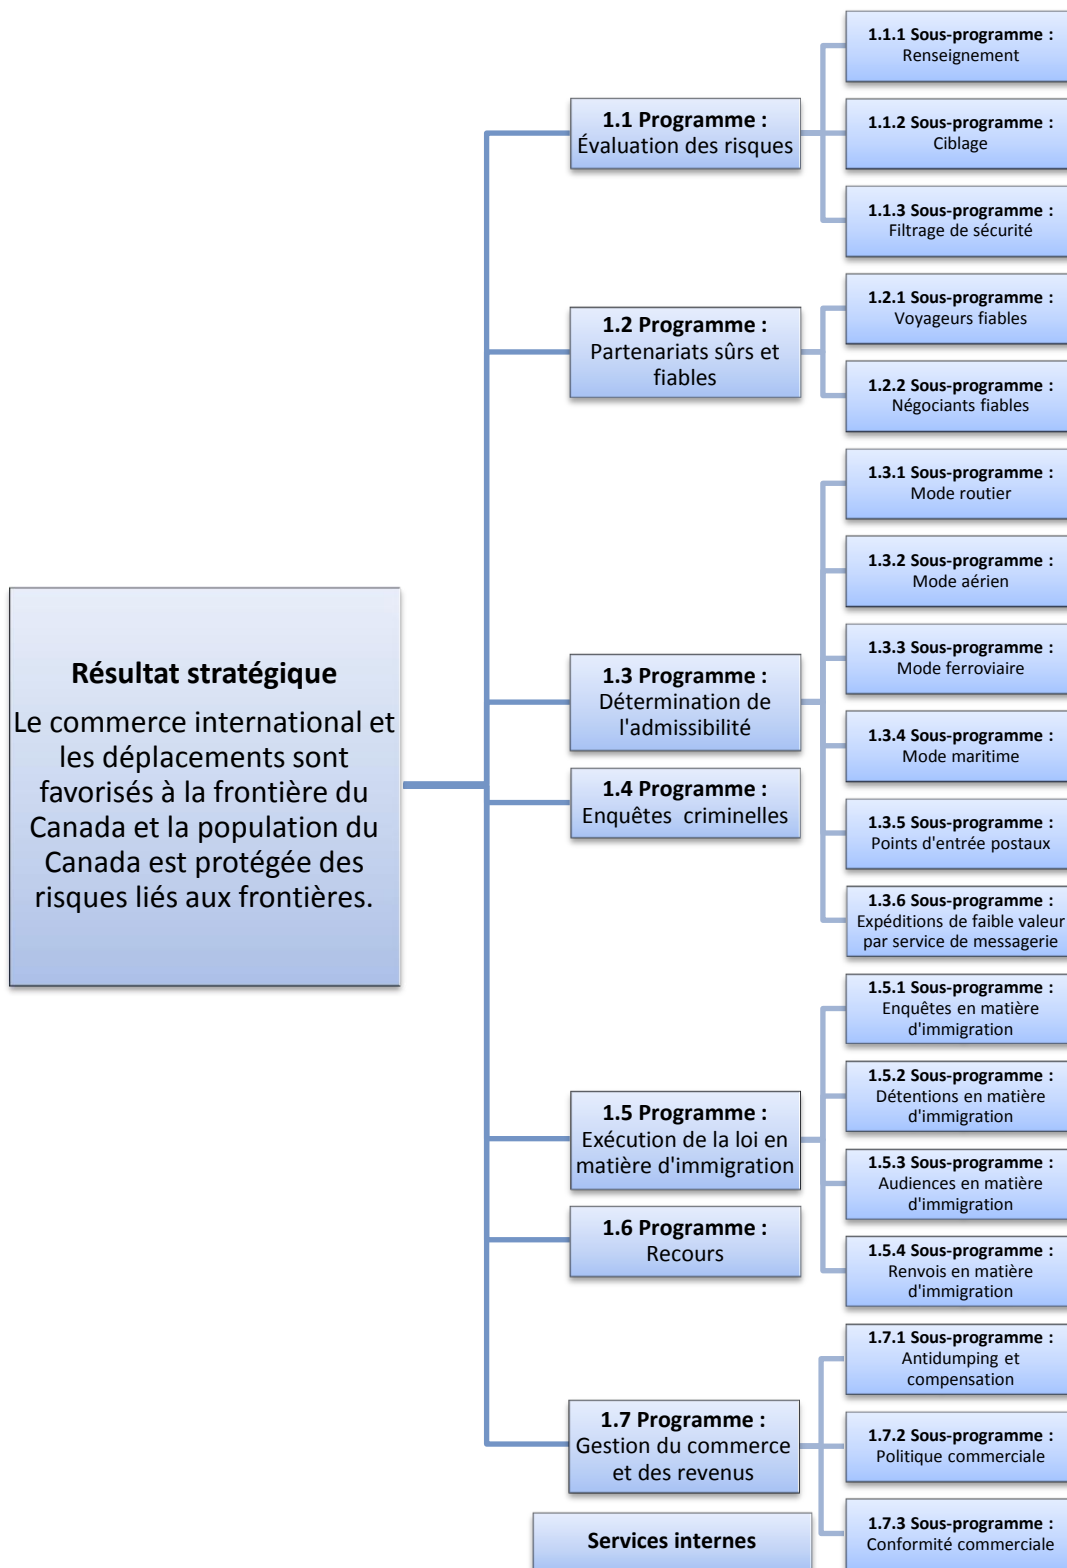 Résultat stratégique
Le commerce international et
les déplacements sont
favorisés à la frontière du
Canada et la population du
Canada est protégée des
risques liés aux frontières.
1.1 Programme :
Évaluation des risques
1.1.1 Sous-programme :
Renseignement
1.1.2 Sous-programme :
Ciblage
1.1.3 Sous-programme :
Filtrage de sécurité
1.2 Programme :
Partenariats sûrs et
fiables
1.2.1 Sous-programme :
Voyageurs fiables
1.2.2 Sous-programme :
Négociants fiables
1.3 Programme :
Détermination de
l'admissibilité
1.3.1 Sous-programme :
Mode routier
1.3.2 Sous-programme :
Mode aérien
1.3.3 Sous-programme :
Mode ferroviaire
1.3.4 Sous-programme :
Mode maritime
1.3.5 Sous-programme :
Points d'entrée postaux
1.3.6 Sous-programme :
Expéditions de faible valeur
par service de messagerie
1.4 Programme :
Enquêtes criminelles
1.5 Programme :
Exécution de la loi en
matière d'immigration
1.5.1 Sous-programme :
Enquêtes en matière
d'immigration
1.5.2 Sous-programme :
Détentions en matière
d'immigration
1.5.3 Sous-programme :
Audiences en matière
d'immigration
1.5.4 Sous-programme :
Renvois en matière
d'immigration
1.6 Programme :
Recours
1.7 Programme :
Gestion du commerce
et des revenus
1.7.1 Sous-programme :
Antidumping et
compensation
1.7.2 Sous-programme :
Politique commerciale
1.7.3 Sous-programme :
Conformité commerciale
Services internes